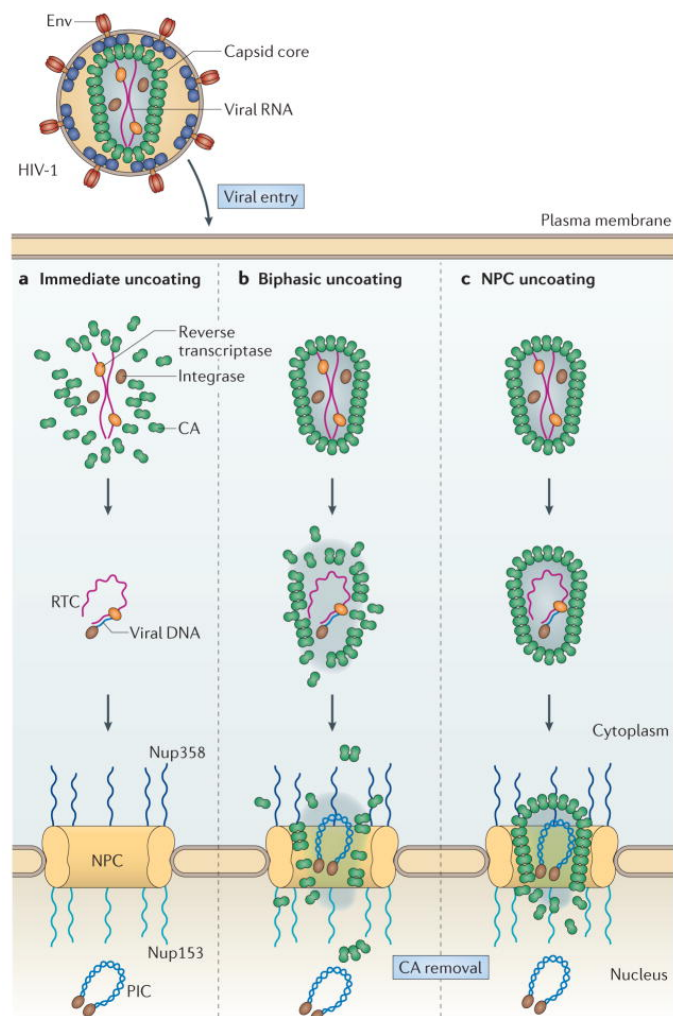 Env
Capsid core
Viral RNA
HIV-1
Viral entry
Plasma membrane
a Immediate uncoating
b Biphasic uncoating
c NPC uncoating
Reverse
transcriptase
Integrase
CA
RTC
Viral DNA
Cytoplasm
Nup358
NPC
Nup153
CA removal
Nucleus
PIC